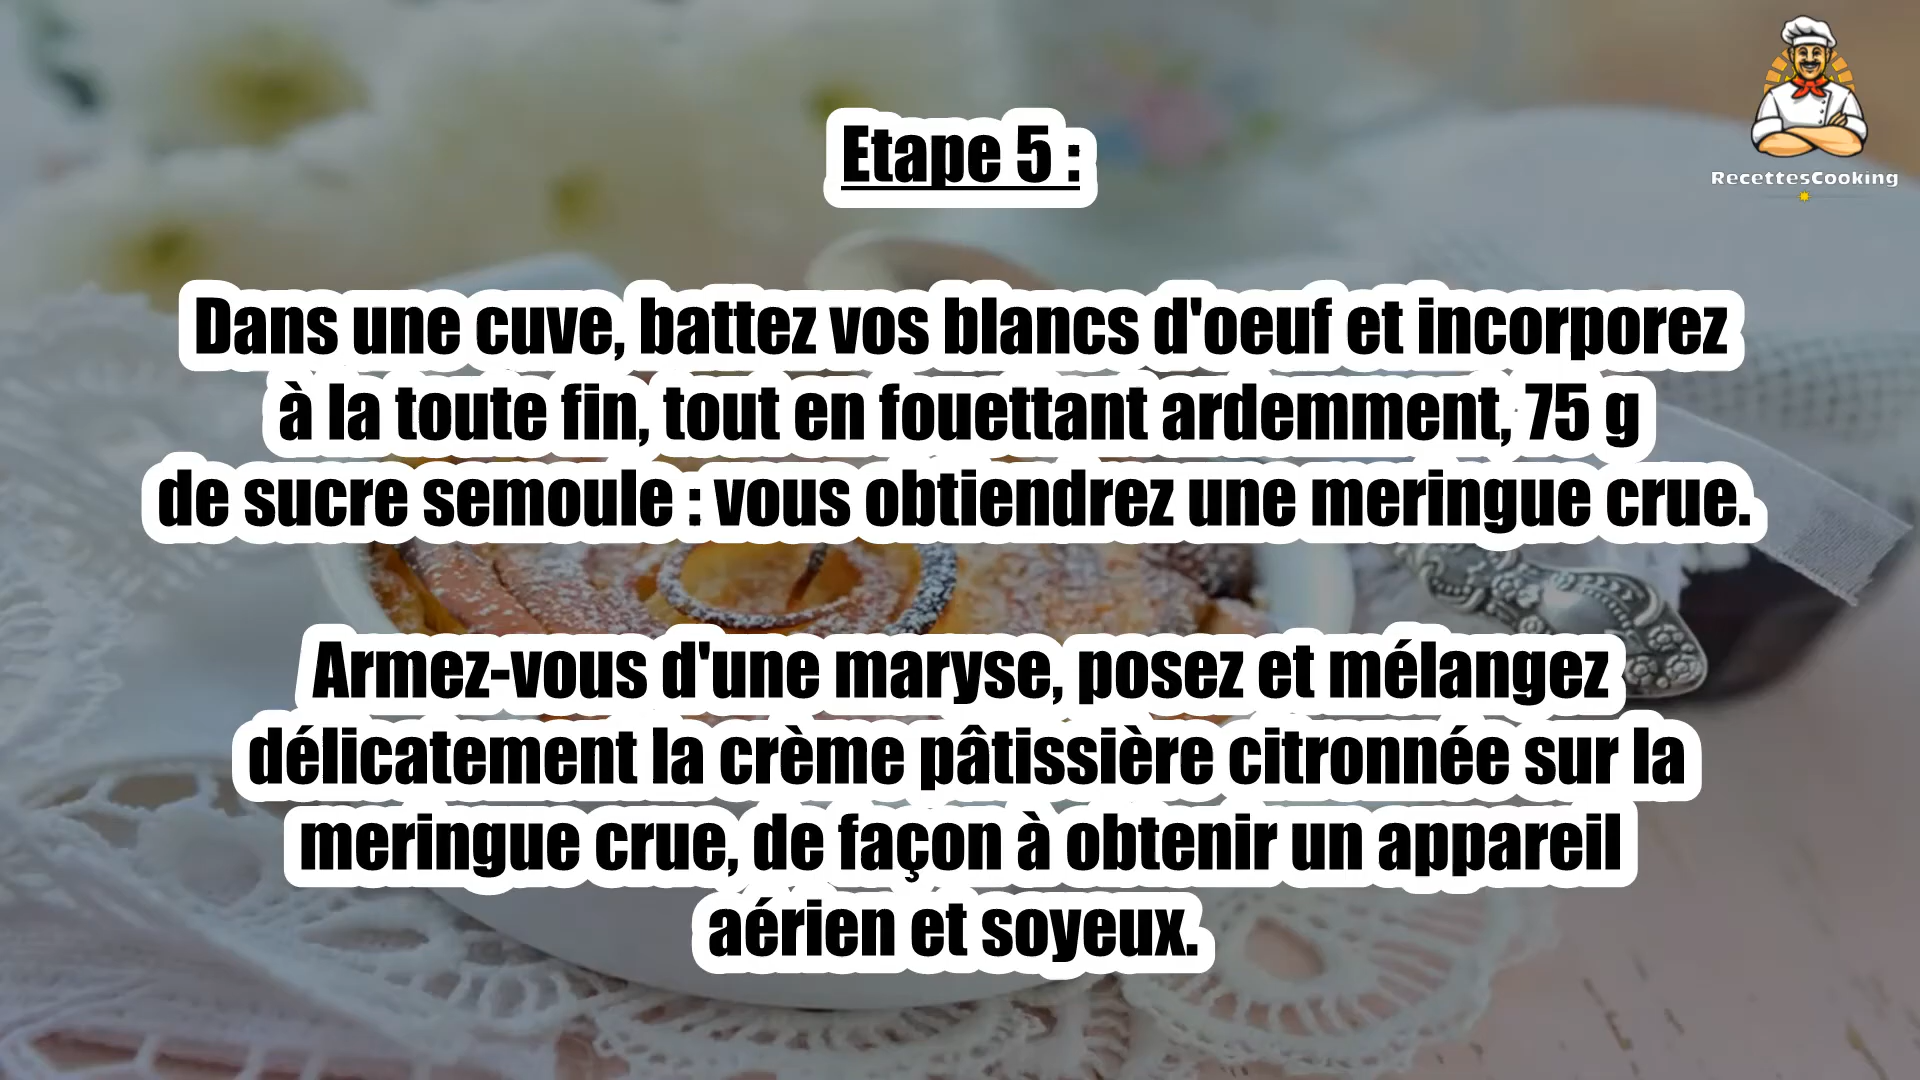 RecettesCooking
Etape 5 :
Dans une cuve, battez vos blancs d'oeuf et incorporez
à la toute fin, tout en fouettant ardemment, 75 g
de sucre semoule : vous obtiendrez une meringue crue.
Armez-vous d'une maryse, posez et mélangez
délicatement la crème pâtissière citronnée sur la
meringue crue, de façon à obtenir un appareil
aérien et soyeux.